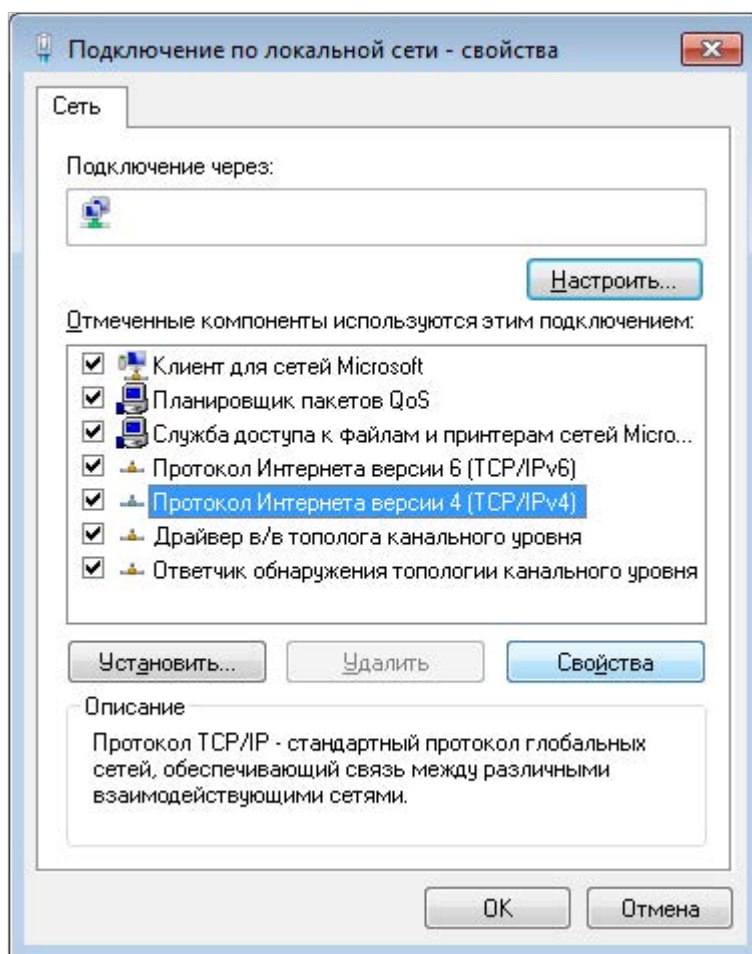 Подключение по локальной сети - свойства
Сеть
Подключение через:
Настроить...
Отмеченные компоненты используются этим подключением:
Клиент для сетей Microsoft
Планировщик пакетов QoS
Служба доступа к файлам и принтерам сетей Micro...
Протокол Интернета версии 6 (TCP/IPv6)
Протокол Интернета версии 4 (TCP/IPv4)
Драйвер в/в тополога канального уровня
Ответчик обнаружения топологии канального уровня
Установить... Удалить Свойства
Описание
Протокол TCP/IP - стандартный протокол глобальных
сетей, обеспечивающий связь между различными
взаимодействующими сетями.
OK Отмена